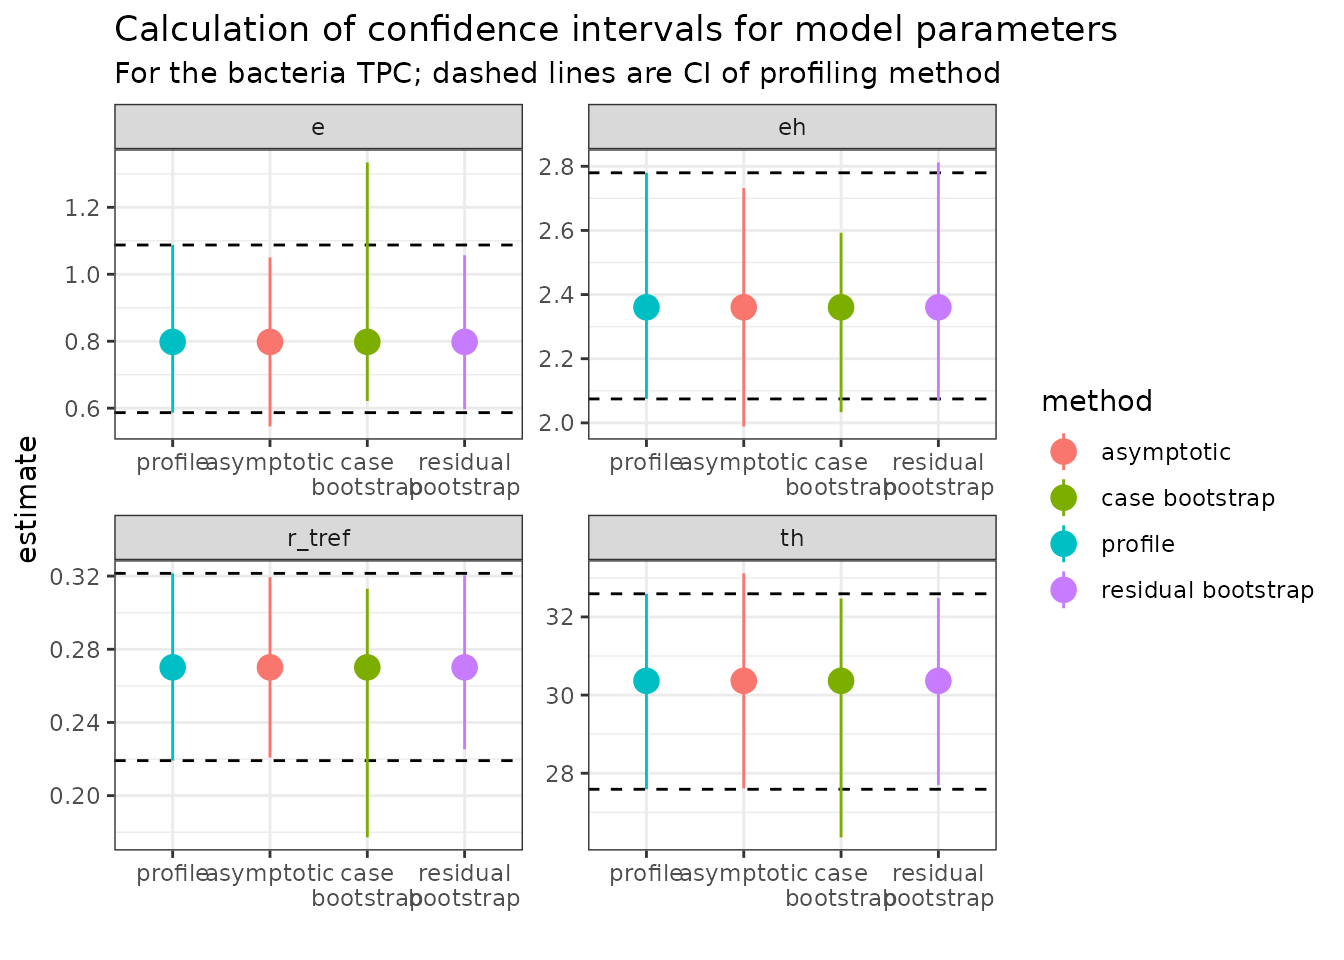 Calculation of confidence intervals for model parameters
For the bacteria TPC; dashed lines are CI of profiling method
e
eh
1.2
1.0
0.8
0.6
2.8
2.6
2.4
2.2
2.0
profile asymptotic case bootstrap residual bootstrap
profile asymptotic case bootstrap residual bootstrap
estimate
r_tref
th
0.32
0.28
0.24
0.20
32
30
28
profile asymptotic case bootstrap residual bootstrap
profile asymptotic case bootstrap residual bootstrap
method
asymptotic
case bootstrap
profile
residual bootstrap